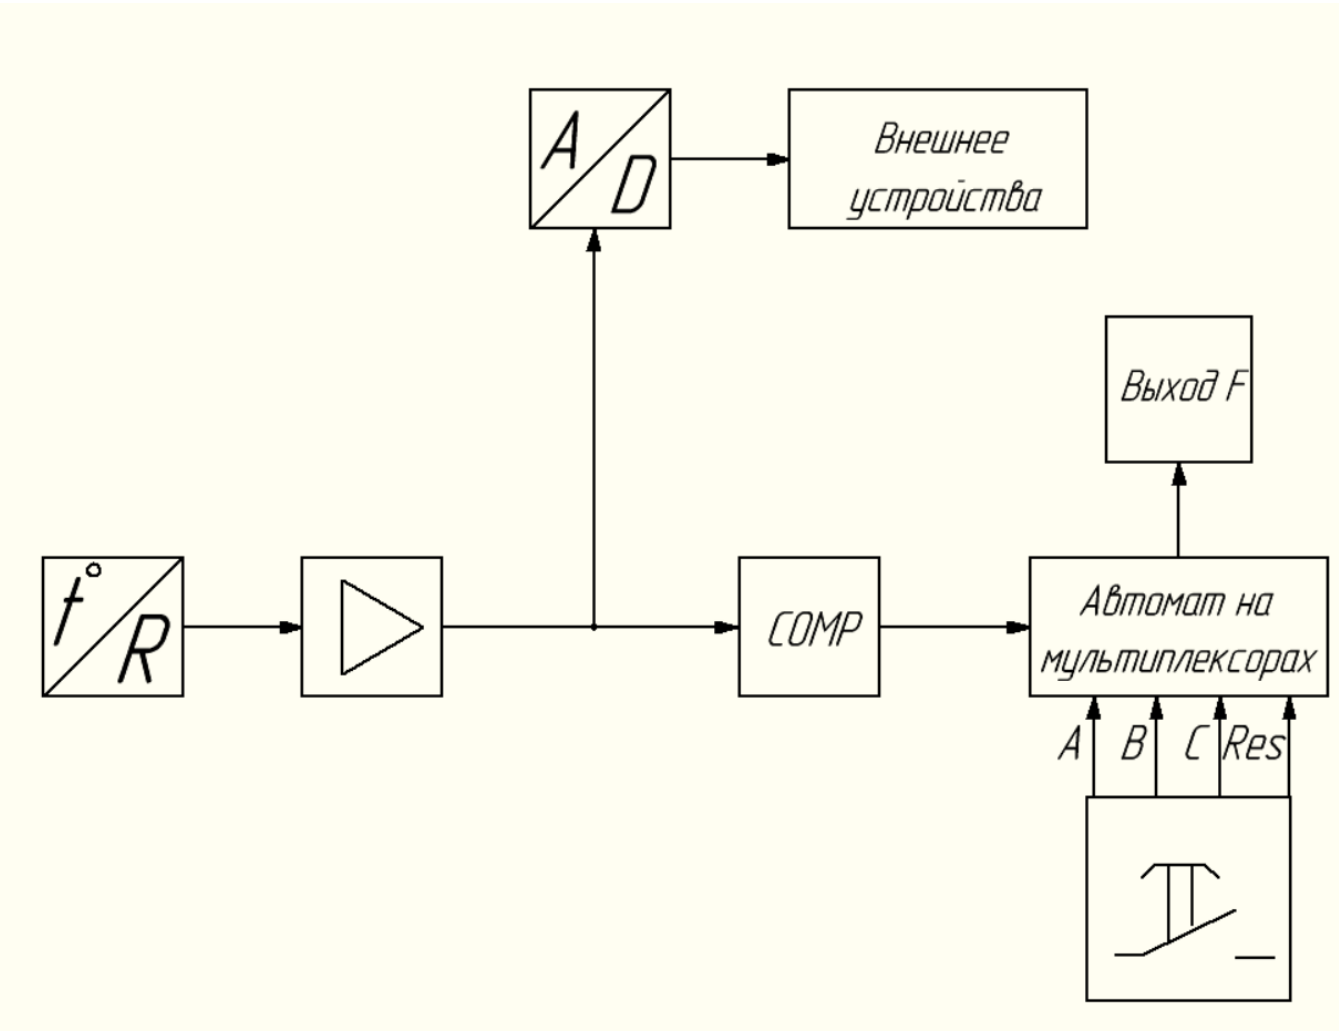 A
D
Внешнее
устройства
Выход F
t°
R
COMP
Автомат на
мультиплексорах
A B C Res